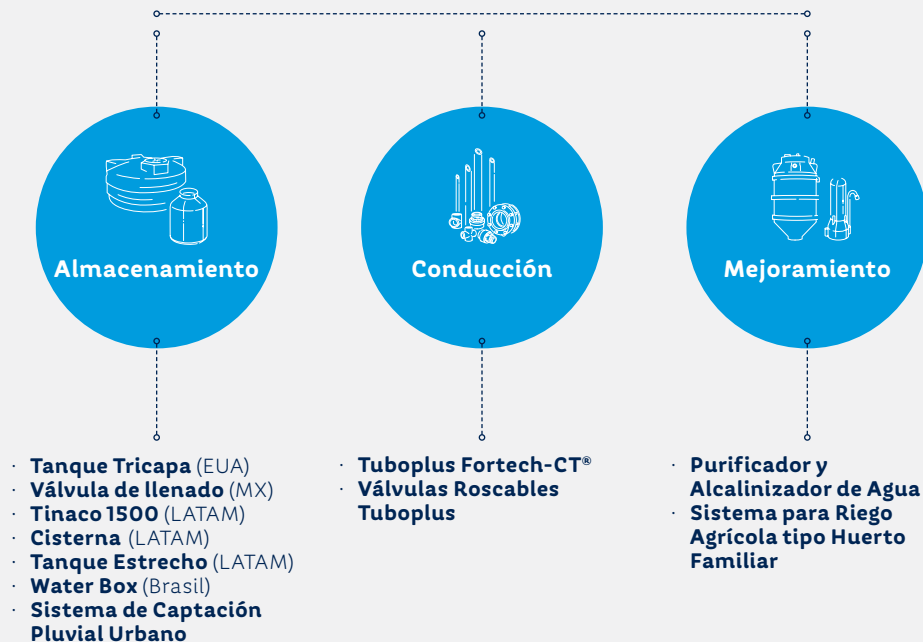 Almacenamiento
Conducción
Mejoramiento
· Tanque Tricapa (EUA)
· Válvula de llenado (MX)
· Tinaco 1500 (LATAM)
· Cisterna (LATAM)
· Tanque Estrecho (LATAM)
· Water Box (Brasil)
· Sistema de Captación
Pluvial Urbano
· Tuboplus Fortech-CT®
· Válvulas Roscables
Tuboplus
· Purificador y
Alcalinizador de Agua
· Sistema para Riego
Agrícola tipo Huerto
Familiar